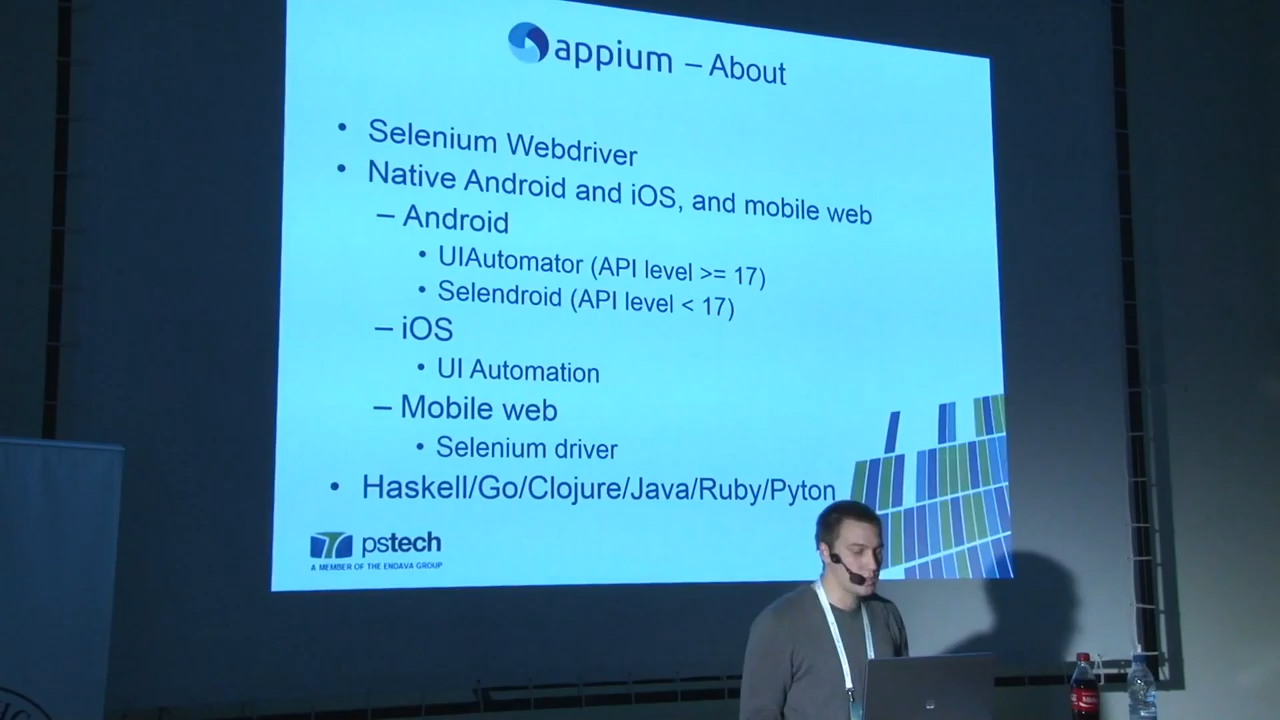 appium – About
• Selenium Webdriver
• Native Android and iOS, and mobile web
– Android
• UIAutomator (API level >= 17)
• Selendroid (API level < 17)
– iOS
• UI Automation
– Mobile web
• Selenium driver
• Haskell/Go/Clojure/Java/Ruby/Pyton
pstech
A MEMBER OF THE ENDAVA GROUP